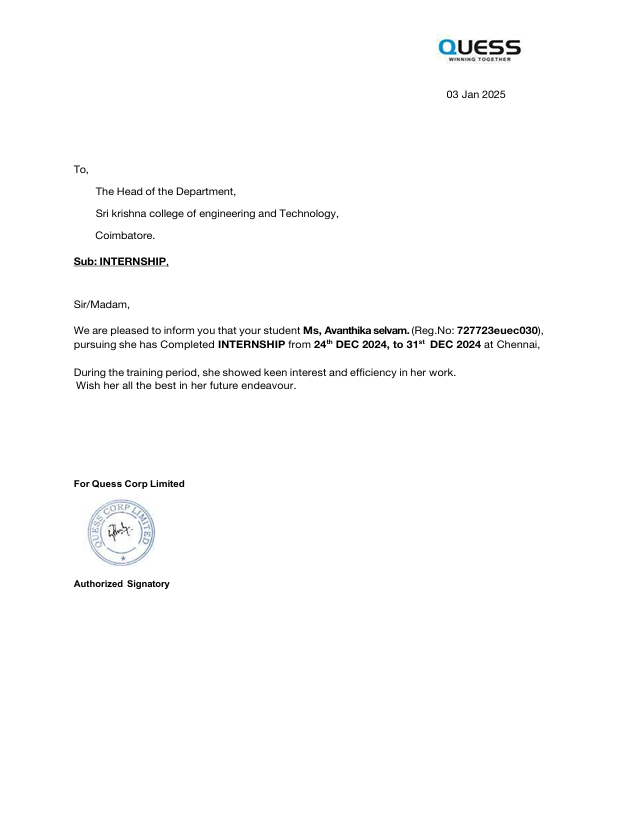 QUESS
WINNING TOGETHER
03 Jan 2025
To,
The Head of the Department,
Sri krishna college of engineering and Technology,
Coimbatore.
Sub: INTERNSHIP,
Sir/Madam,
We are pleased to inform you that your student Ms, Avanthika selvam. (Reg.No: 727723euec030),
pursuing she has Completed INTERNSHIP from 24th DEC 2024, to 31st DEC 2024 at Chennai,
During the training period, she showed keen interest and efficiency in her work.
Wish her all the best in her future endeavour.
For Quess Corp Limited
QUESS CORP LIMITED
Authorized Signatory